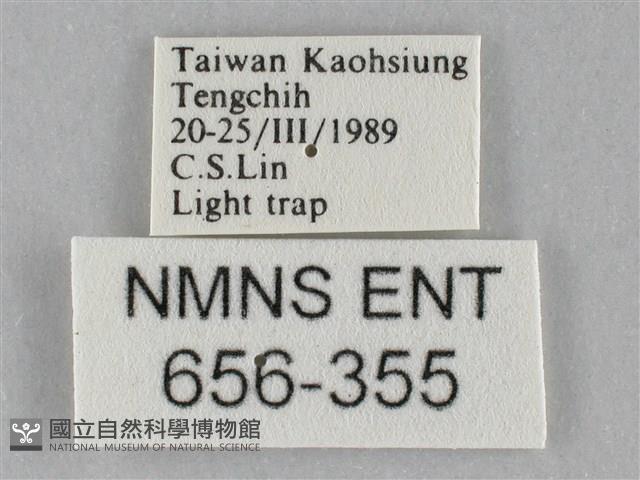 Taiwan Kaohsiung
Tengchih
20-25/III/1989
C.S.Lin
Light trap
NMNS ENT
656-355
國立自然科學博物館
NATIONAL MUSEUM OF NATURAL SCIENCE